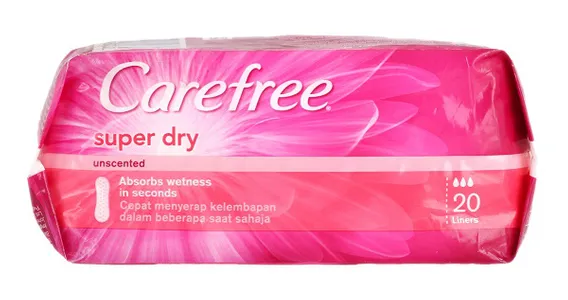 Carefree
super dry
unscented
Absorbs wetness
in seconds
Cepat menyerap kelembapan
dalam beberapa saat sahaja
20
Liners